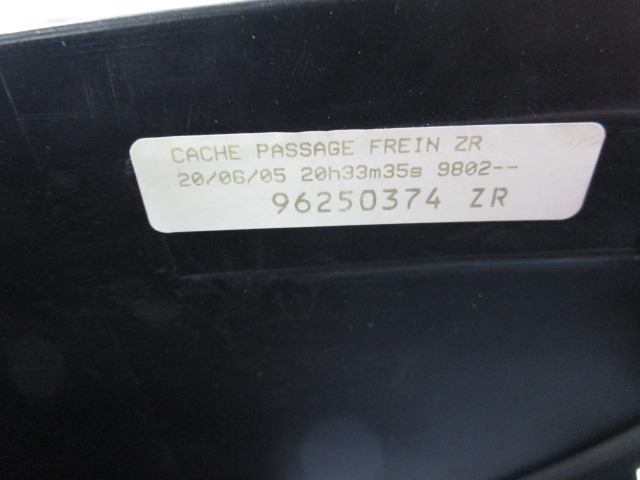 CACHE PASSAGE FREIN ZR
20/06/05 20h33m35s 9802--
96250374 ZR